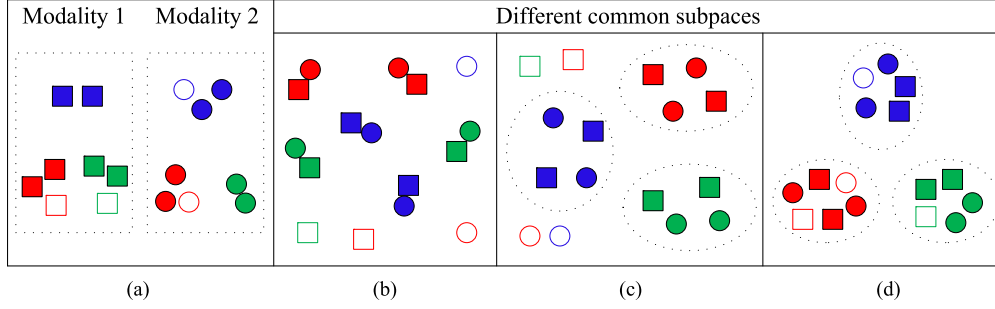 Modality 1 Modality 2 Different common subpaces
(a) (b) (c) (d)